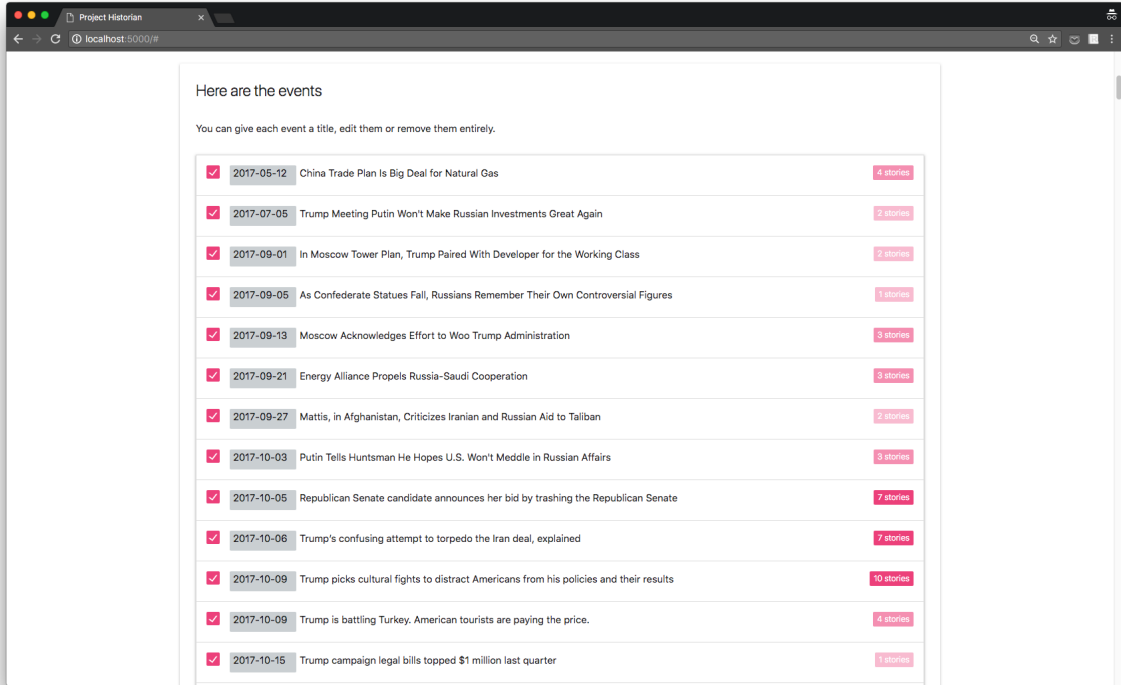 Project Historian
localhost:5000/#
Here are the events
You can give each event a title, edit them or remove them entirely.
2017-05-12 China Trade Plan Is Big Deal for Natural Gas 4 stories
2017-07-05 Trump Meeting Putin Won't Make Russian Investments Great Again 2 stories
2017-09-01 In Moscow Tower Plan, Trump Paired With Developer for the Working Class 2 stories
2017-09-05 As Confederate Statues Fall, Russians Remember Their Own Controversial Figures 1 stories
2017-09-13 Moscow Acknowledges Effort to Woo Trump Administration 3 stories
2017-09-21 Energy Alliance Propels Russia-Saudi Cooperation 3 stories
2017-09-27 Mattis, in Afghanistan, Criticizes Iranian and Russian Aid to Taliban 2 stories
2017-10-03 Putin Tells Huntsman He Hopes U.S. Won't Meddle in Russian Affairs 3 stories
2017-10-05 Republican Senate candidate announces her bid by trashing the Republican Senate 7 stories
2017-10-06 Trump's confusing attempt to torpedo the Iran deal, explained 7 stories
2017-10-09 Trump picks cultural fights to distract Americans from his policies and their results 10 stories
2017-10-09 Trump is battling Turkey. American tourists are paying the price. 4 stories
2017-10-15 Trump campaign legal bills topped $1 million last quarter 1 stories